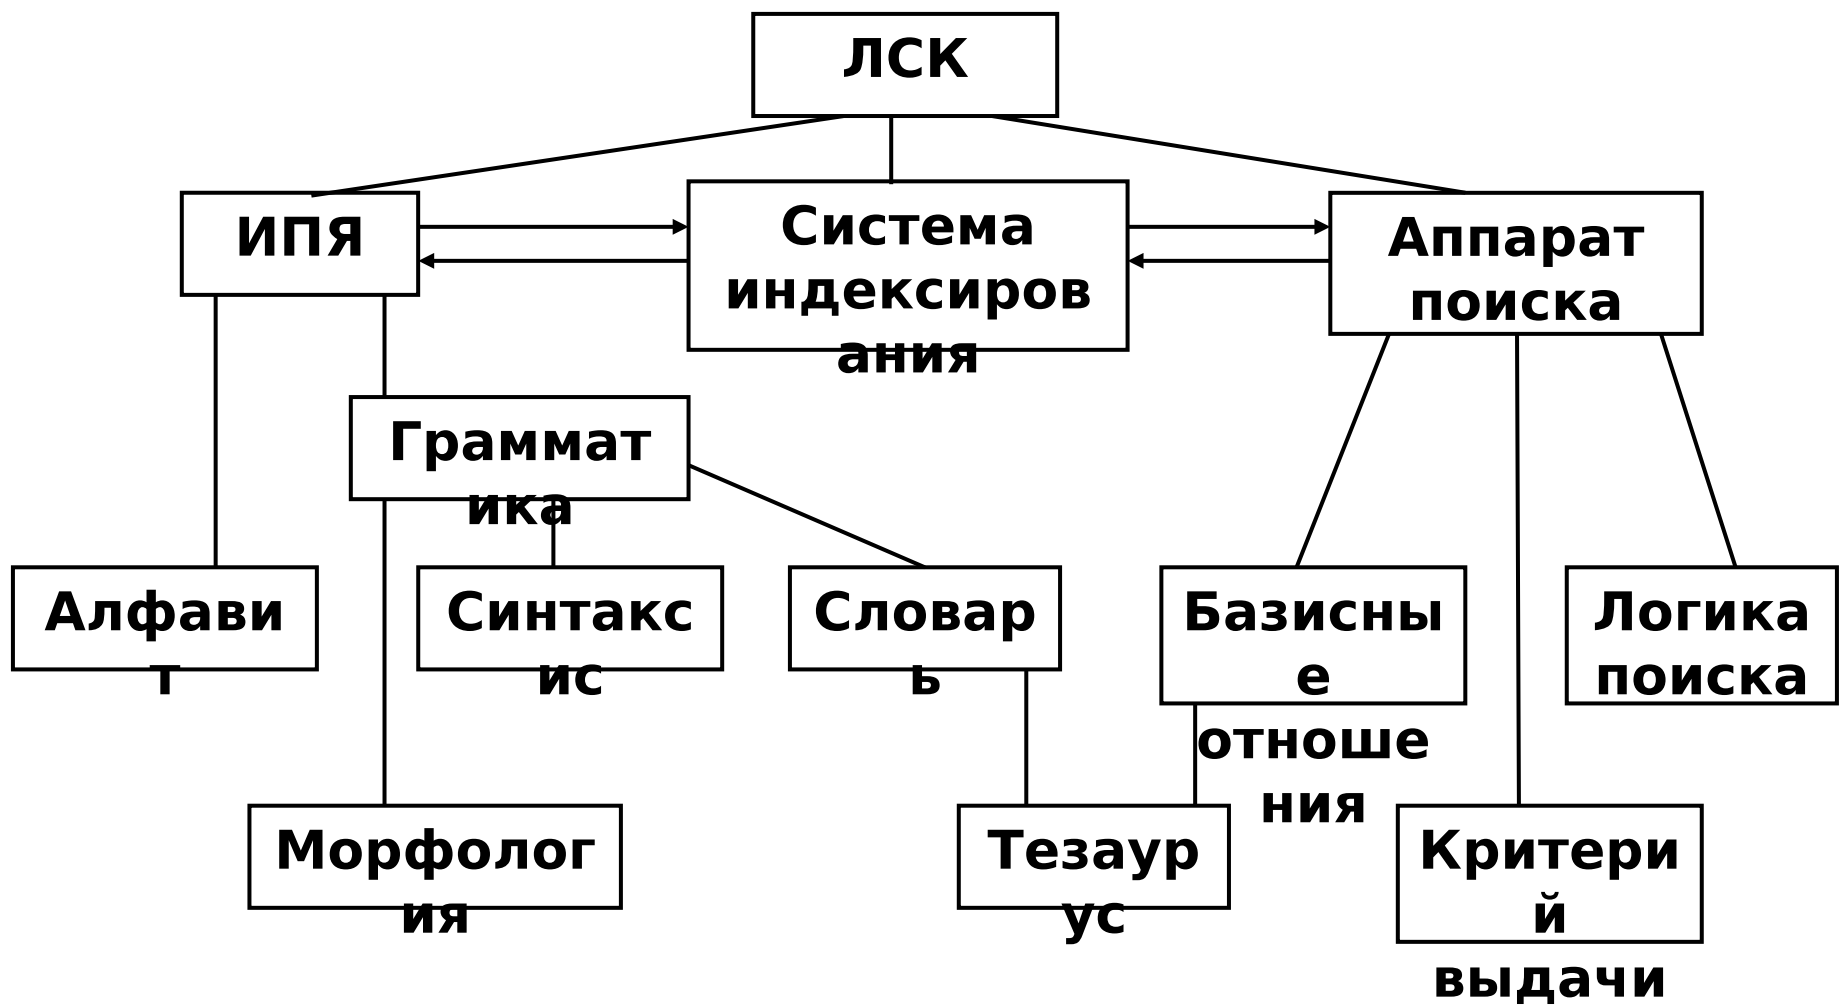 ЛСК
ИПЯ
Система
индексиров
ания
Аппарат
поиска
Граммат
ика
Алфави
т
Синтакс
ис
Словар
ь
Базисны
е
отноше
ния
Логика
поиска
Морфолог
ия
Тезаур
ус
Критери
й
выдачи